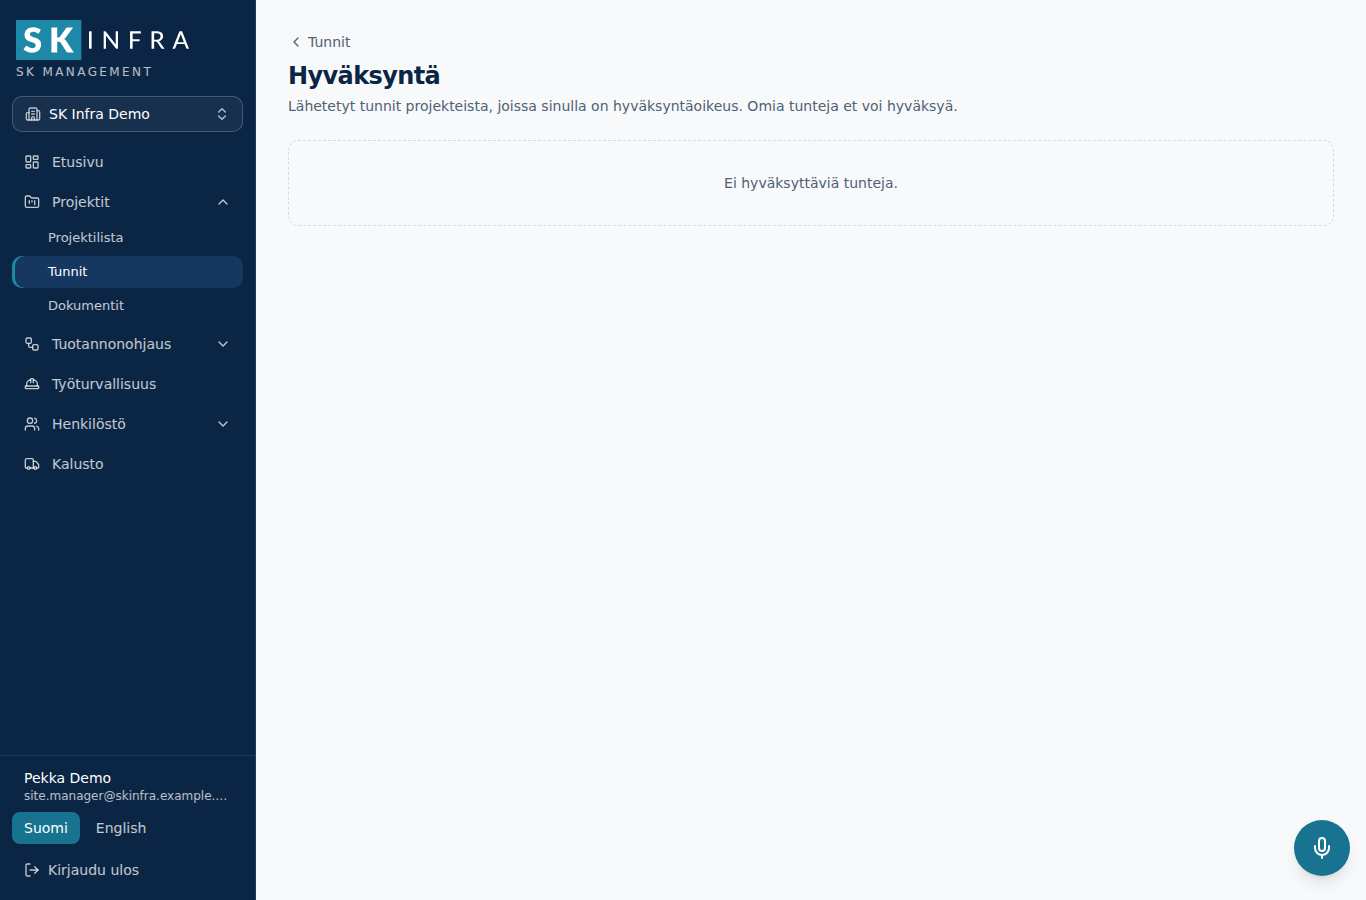 SK INFRA
SK MANAGEMENT
SK Infra Demo
Etusivu
Projektit
Projektilista
Tunnit
Dokumentit
Tuotannonohjaus
Työturvallisuus
Henkilöstö
Kalusto
Pekka Demo
site.manager@skinfra.example....
Suomi English
Kirjaudu ulos
Tunnit
Hyväksyntä
Lähetetyt tunnit projekteista, joissa sinulla on hyväksyntäoikeus. Omia tunteja et voi hyväksyä.
Ei hyväksyttäviä tunteja.